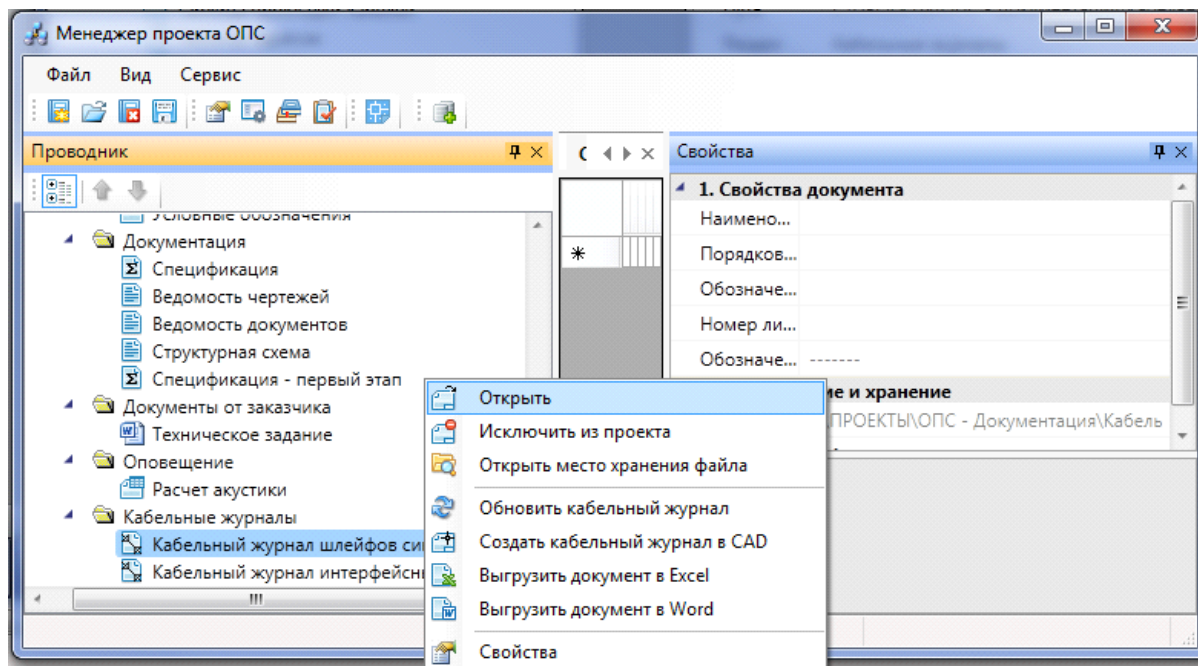 Менеджер проекта ОПС
Файл Вид Сервис
Проводник
Свойства
Условные обозначения
Документация
Спецификация
Ведомость чертежей
Ведомость документов
Структурная схема
Спецификация - первый этап
Документы от заказчика
Техническое задание
Оповещение
Расчет акустики
Кабельные журналы
Кабельный журнал шлейфов
Кабельный журнал
Открыть
Исключить из проекта
Открыть место хранения файла
Обновить кабельный журнал
Создать кабельный журнал в CAD
Выгрузить документ в Excel
Выгрузить документ в Word
Свойства
1. Свойства документа
Наимено...
Порядков...
Обозначе...
Номер ли...
Обозначе... -------
и хранение
\ПРОЕКТЫ\ОПС - Документация\Кабель